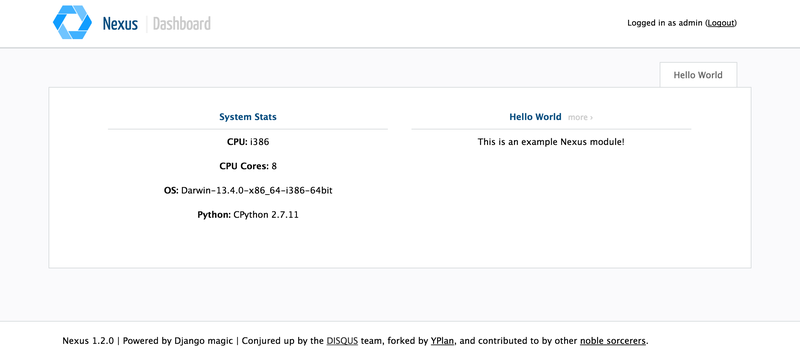 Nexus | Dashboard
Logged in as admin (Logout)
Hello World
System Stats
CPU: i386
CPU Cores: 8
OS: Darwin-13.4.0-x86_64-i386-64bit
Python: CPython 2.7.11
Hello World more ›
This is an example Nexus module!
Nexus 1.2.0 | Powered by Django magic | Conjured up by the DISQUS team, forked by YPlan, and contributed to by other noble sorcerers.